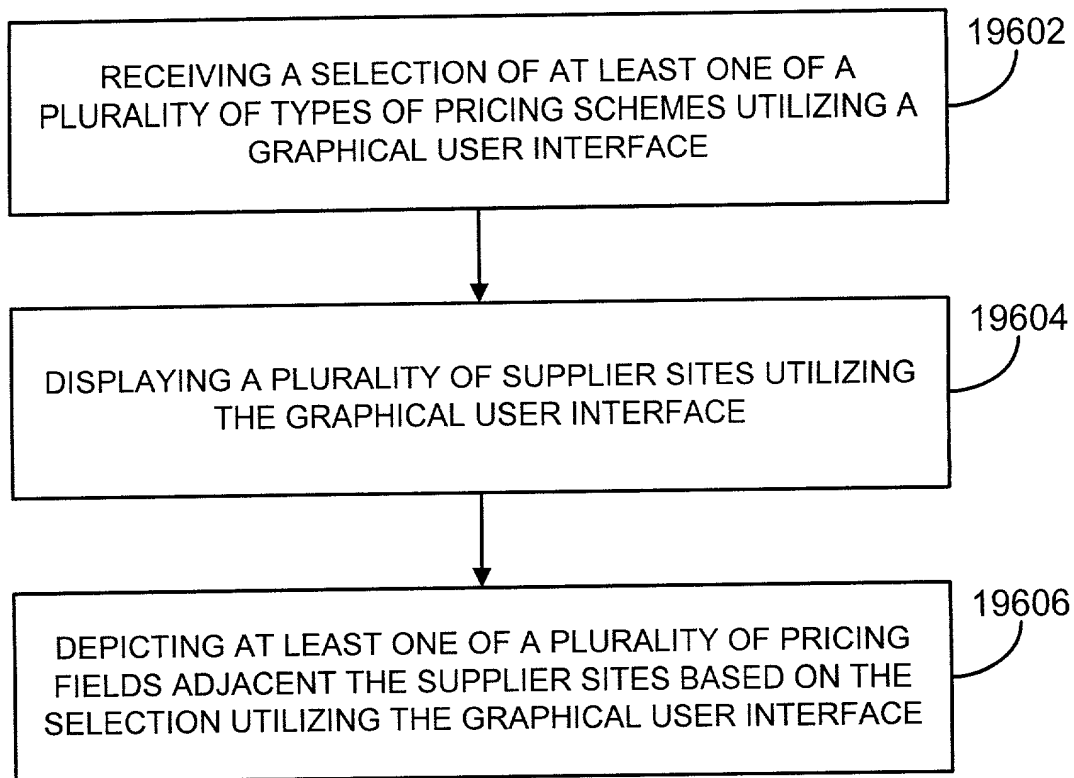 19602
RECEIVING A SELECTION OF AT LEAST ONE OF A
PLURALITY OF TYPES OF PRICING SCHEMES UTILIZING A
GRAPHICAL USER INTERFACE
19604
DISPLAYING A PLURALITY OF SUPPLIER SITES UTILIZING
THE GRAPHICAL USER INTERFACE
19606
DEPICTING AT LEAST ONE OF A PLURALITY OF PRICING
FIELDS ADJACENT THE SUPPLIER SITES BASED ON THE
SELECTION UTILIZING THE GRAPHICAL USER INTERFACE